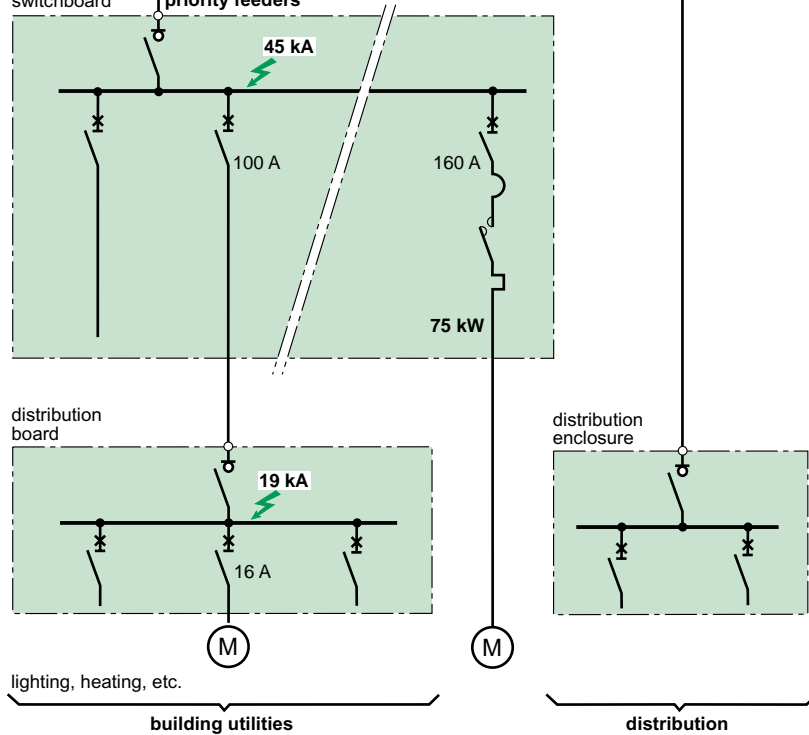 switchboard
priority feeders
45 kA
100 A
160 A
75 kW
distribution
board
distribution
enclosure
19 kA
16 A
M
M
lighting, heating, etc.
building utilities
distribution